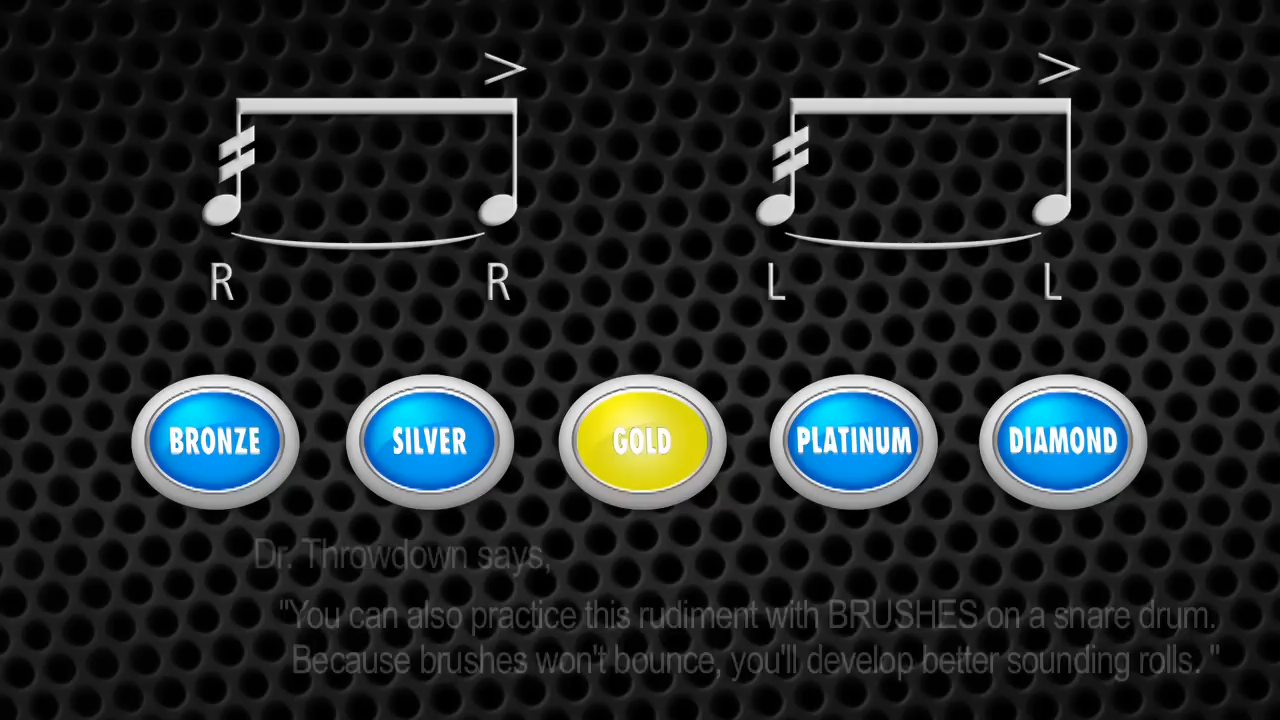 R R L L
BRONZE SILVER GOLD PLATINUM DIAMOND
Dr. Throwdown says,
"You can also practice this rudiment with BRUSHES on a snare drum.
Because brushes won't bounce, you'll develop better sounding rolls. "